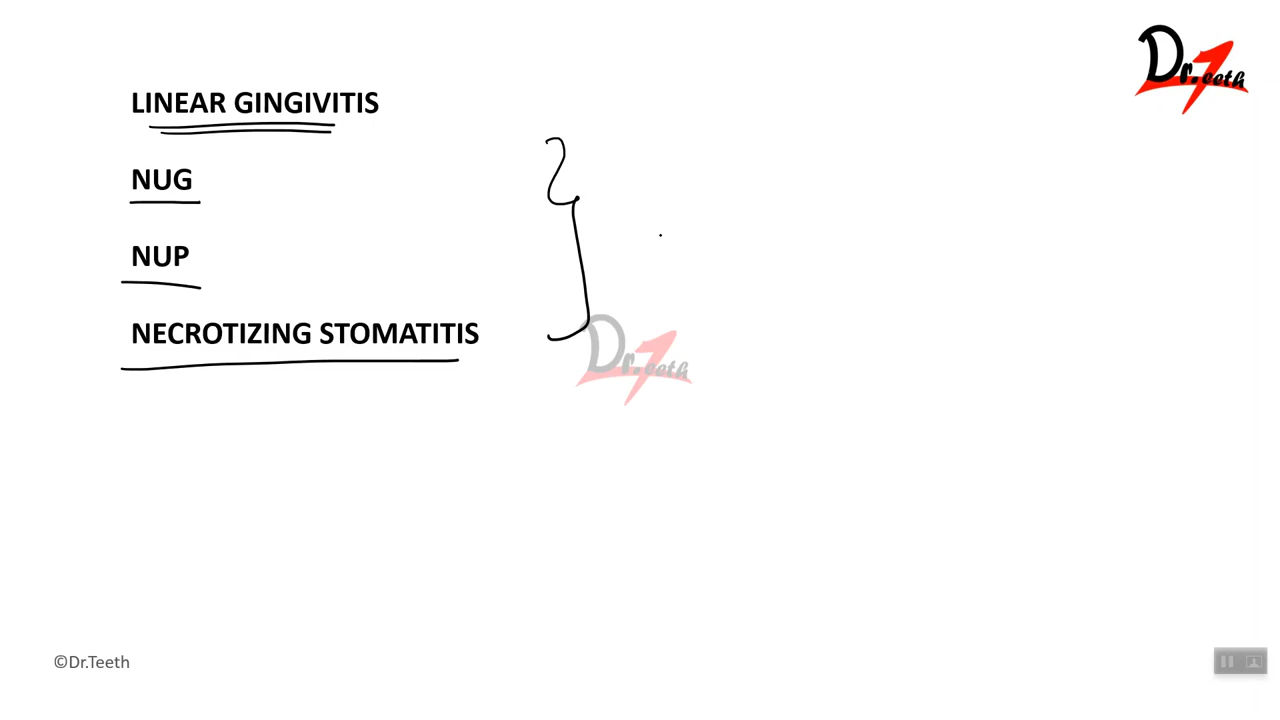 Dr.Teeth
LINEAR GINGIVITIS
NUG
NUP
NECROTIZING STOMATITIS
Dr.Teeth
©Dr.Teeth